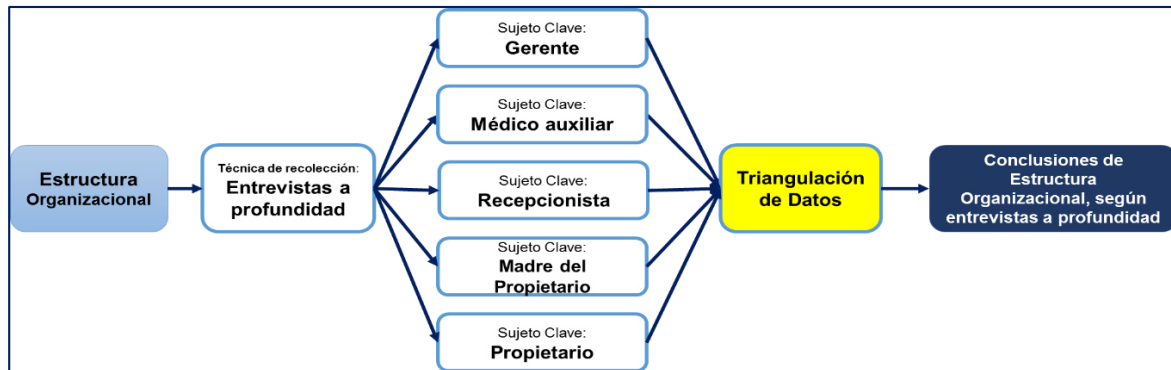 Estructura
Organizacional
Técnica de recolección:
Entrevistas a
profundidad
Sujeto Clave:
Gerente
Sujeto Clave:
Médico auxiliar
Sujeto Clave:
Recepcionista
Sujeto Clave:
Madre del
Propietario
Sujeto Clave:
Propietario
Triangulación
de Datos
Conclusiones de
Estructura
Organizacional, según
entrevistas a profundidad